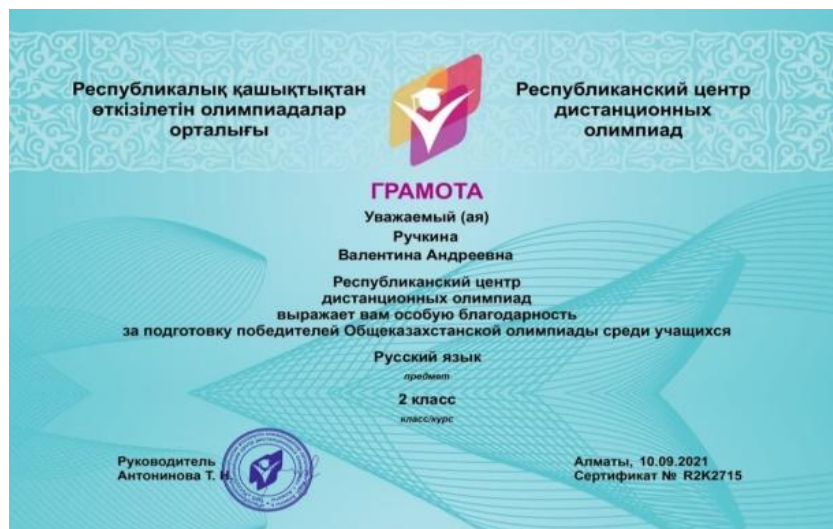 Республикалық қашықтықтан
өткізілетін олимпиадалар
орталығы
Республиканский центр
дистанционных
олимпиад
ГРАМОТА
Уважаемый (ая)
Ручкина
Валентина Андреевна
Республиканский центр
дистанционных олимпиад
выражает вам особую благодарность
за подготовку победителей Общеказахстанской олимпиады среди учащихся
Русский язык
предмет
2 класс
класс/курс
Руководитель
Антонинова Т. Н.
Алматы, 10.09.2021
Сертификат № R2K2715